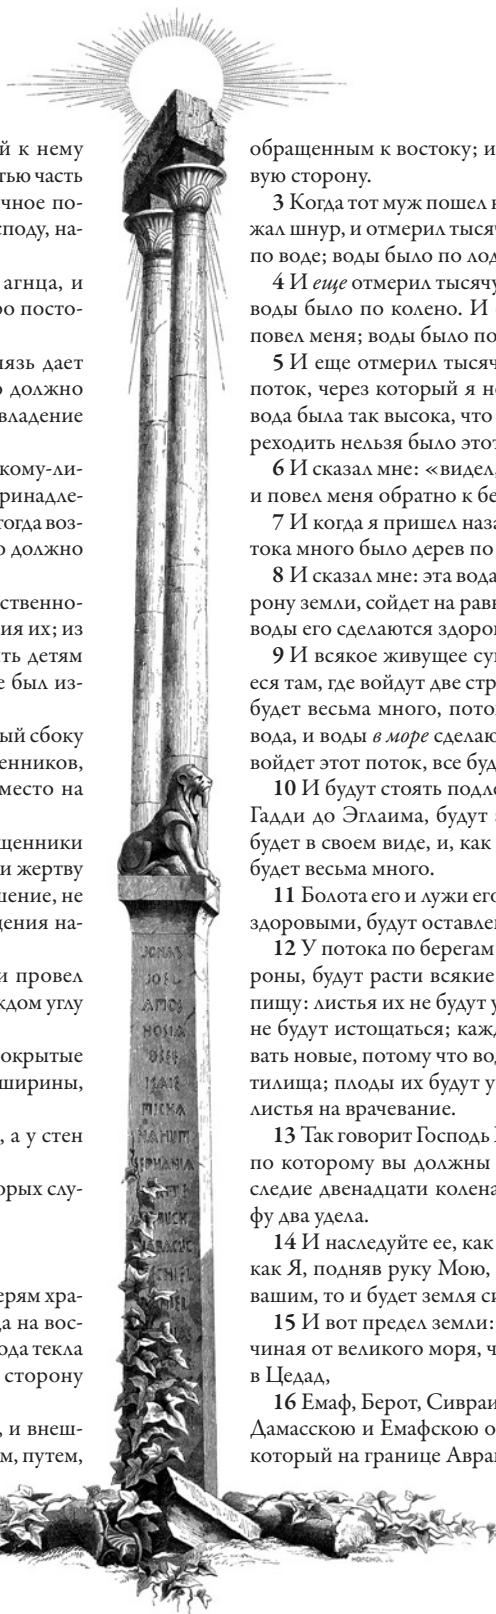 й к нему
тью часть
чное по-
споду, на-
агнца, и
ро посто-
нязь дает
о должно
владение
кому-ли-
ринадле-
тогда воз-
о должно
ственно-
ия их; из
ть детям
е был из-
ый сбоку
енников,
место на
щенники
и жертву
шение, не
щения на-
и провел
ждом углу
окрытые
ширины,
, а у стен
орых слу-
ерям хра-
да на вос-
ода текла
сторону
, и внеш-
м, путем,
JONAS
JOEL
AMOS
HOSIA
OSEE
ISAIE
MICHA
NAHUM
SEPHANIA
обращенным к востоку; и
вую сторону.
3 Когда тот муж пошел
жал шнур, и отмерил тысяч
по воде; воды было по лод
4 И еще отмерил тысячу
воды было по колено. И
повел меня; воды было по
5 И еще отмерил тысяч
поток, через который я не
вода была так высока, что
реходить нельзя было этот
6 И сказал мне: «видел,
и повел меня обратно к бе
7 И когда я пришел наза
тока много было дерев по
8 И сказал мне: эта вода
рону земли, сойдет на равн
воды его сделаются здоров
9 И всякое живущее су
еся там, где войдут две стр
будет весьма много, пото
вода, и воды в море сделаю
войдет этот поток, все буд
10 И будут стоять подле
Гадди до Эглаима, будут
будет в своем виде, и, как
будет весьма много.
11 Болота его и лужи его
здоровыми, будут оставле
12 У потока по берегам
роны, будут расти всякие
пищу: листья их не будут у
не будут истощаться; кажд
вать новые, потому что вод
тилища; плоды их будут у
листья на врачевание.
13 Так говорит Господь
по которому вы должны
следие двенадцати колена
фу два удела.
14 И наследуйте ее, как
как Я, подняв руку Мою,
вашим, то и будет земля си
15 И вот предел земли:
чиная от великого моря, ч
в Цедад,
16 Емаф, Берот, Сивраи
Дамасскою и Емафскою о
который на границе Авран